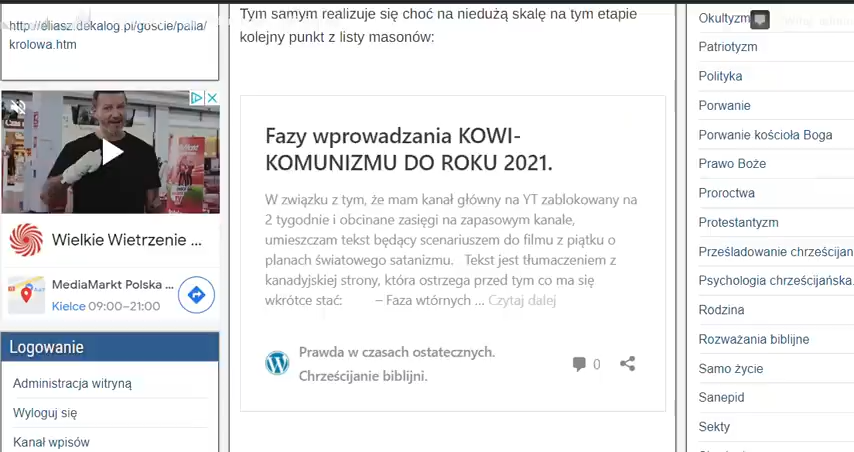 http://eliasz.dekalog.pl/goscie/palla/
krolowa.htm
Wielkie Wietrzenie ...
MediaMarkt Polska ...
Kielce 09:00–21:00
Logowanie
Administracja witryną
Wyloguj się
Kanał wpisów
Tym samym realizuje się choć na niedużą skalę na tym etapie
kolejny punkt z listy masonów:
Fazy wprowadzania KOWI-
KOMUNIZMU DO ROKU 2021.
W związku z tym, że mam kanał główny na YT zablokowany na
2 tygodnie i obcinane zasięgi na zapasowym kanale,
umieszczam tekst będący scenariuszem do filmu z piątku o
planach światowego satanizmu. Tekst jest tłumaczeniem z
kanadyjskiej strony, która ostrzega przed tym co ma się
wkrótce stać: – Faza wtórnych ... Czytaj dalej
Prawda w czasach ostatecznych.
Chrześcijanie biblijni.
0
Okultyzm
Patriotyzm
Polityka
Porwanie
Porwanie kościoła Boga
Prawo Boże
Proroctwa
Protestantyzm
Prześladowanie chrześcijan
Psychologia chrześcijańska
Rodzina
Rozważania biblijne
Samo życie
Sanepid
Sekty